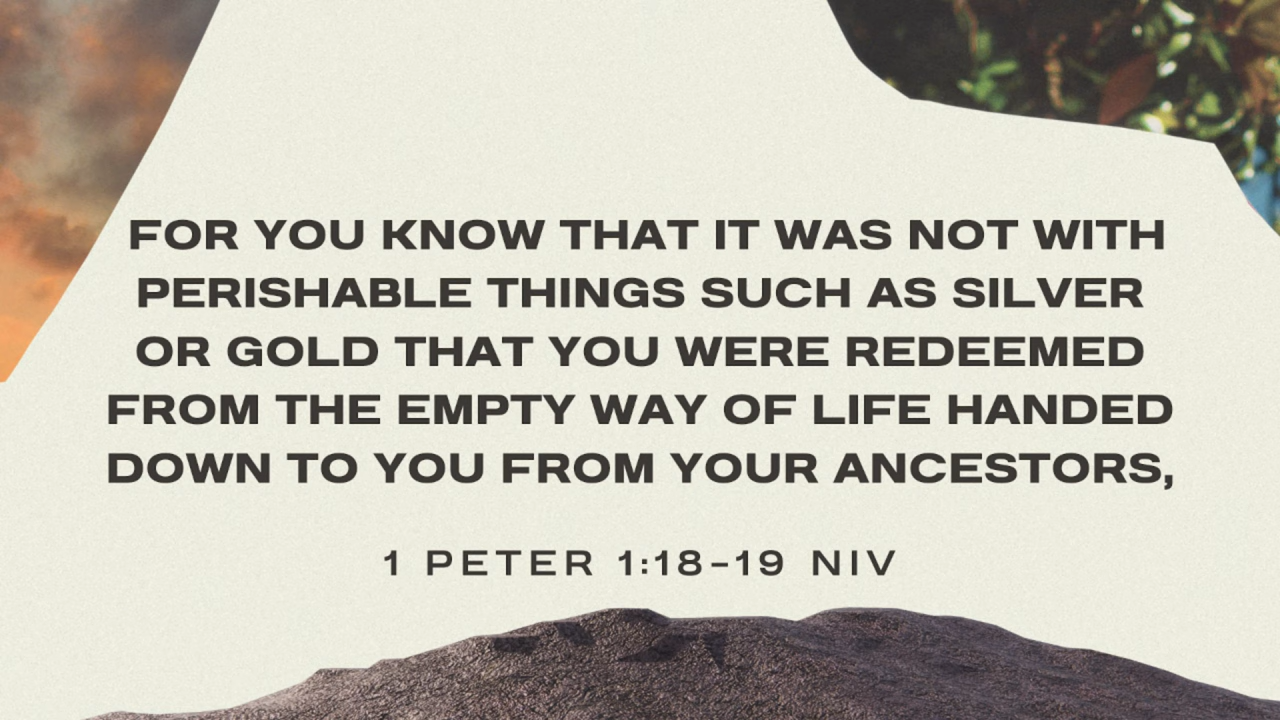 FOR YOU KNOW THAT IT WAS NOT WITH
PERISHABLE THINGS SUCH AS SILVER
OR GOLD THAT YOU WERE REDEEMED
FROM THE EMPTY WAY OF LIFE HANDED
DOWN TO YOU FROM YOUR ANCESTORS,
1 PETER 1:18-19 NIV